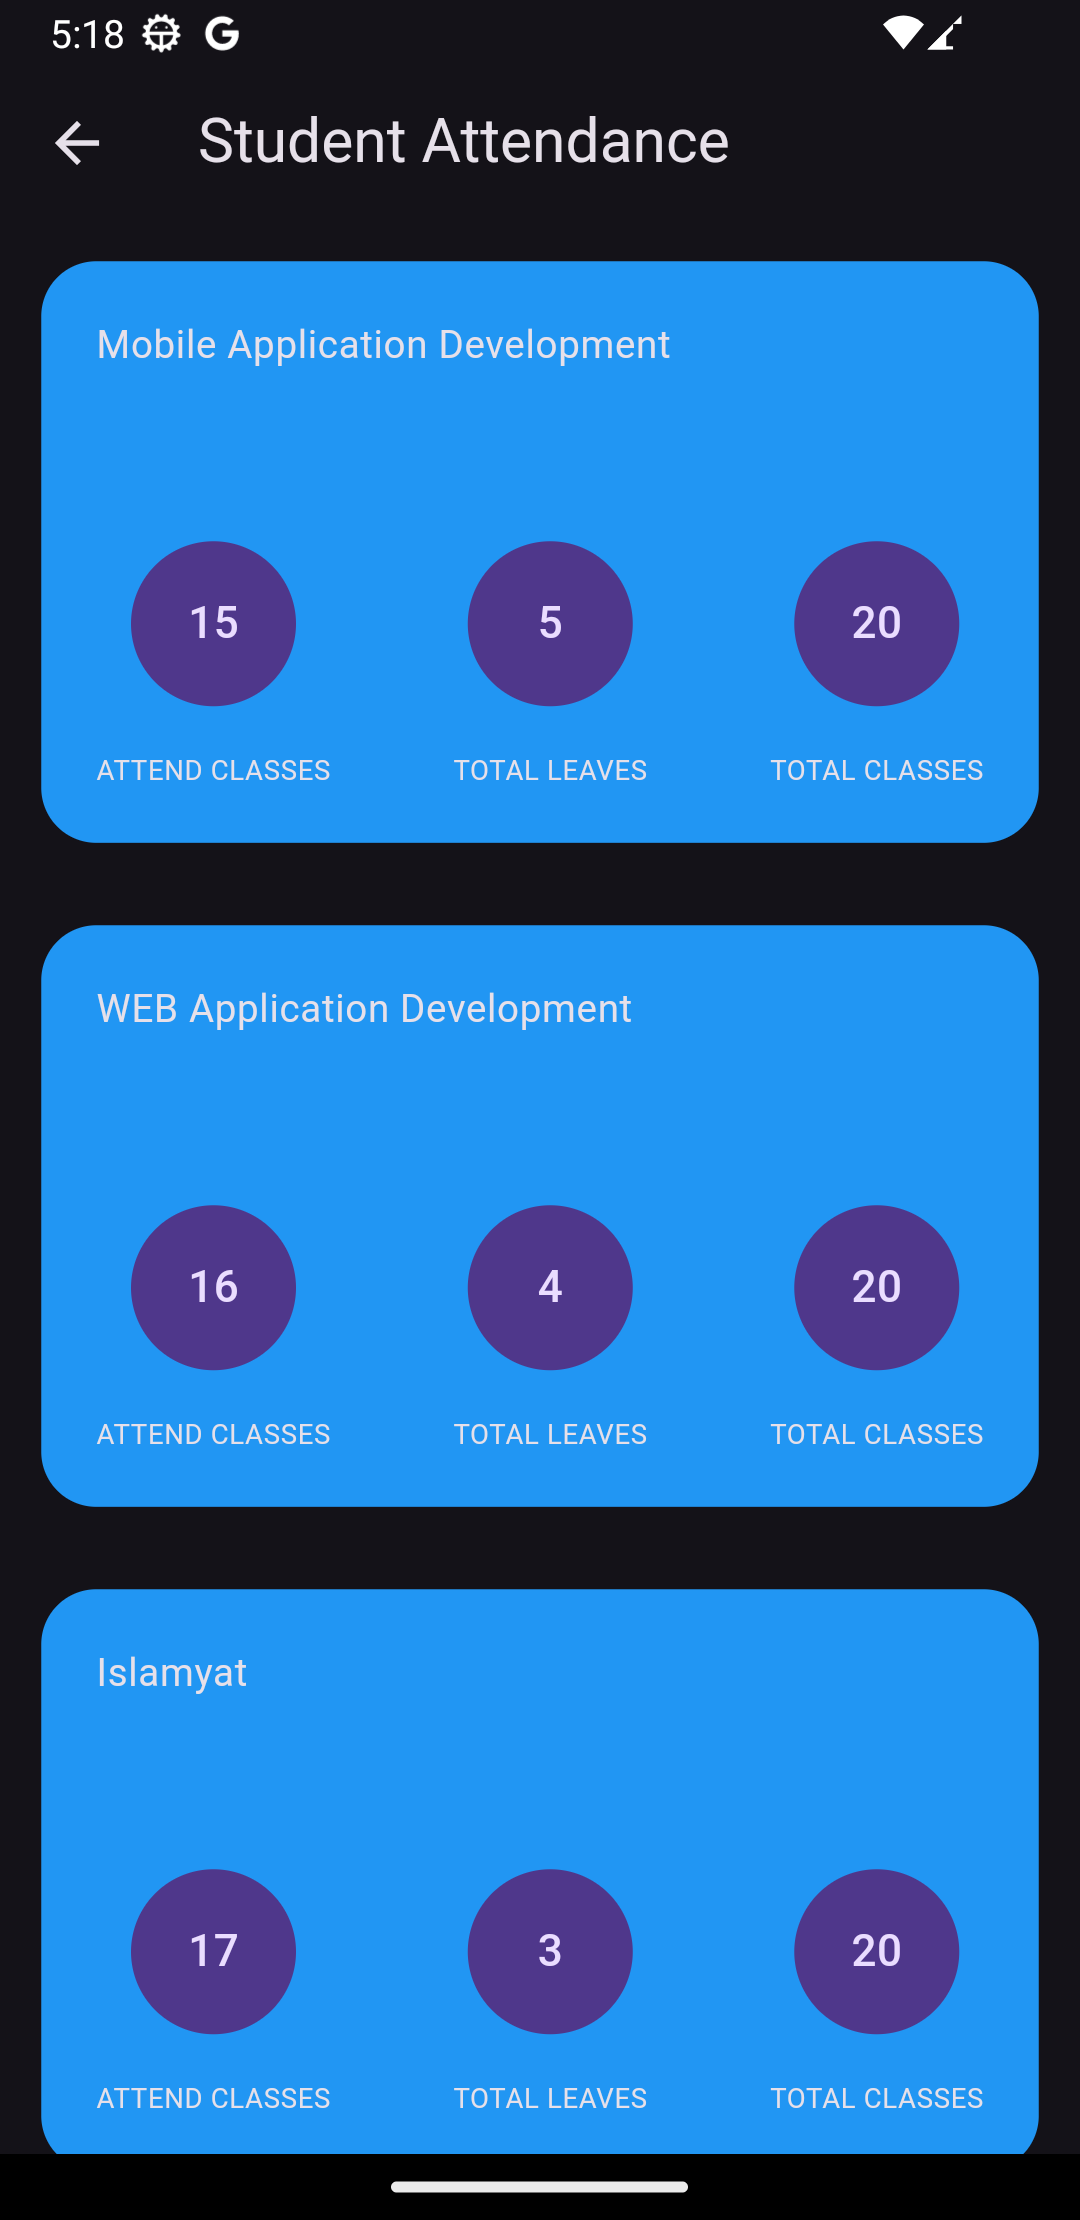 5:18
Student Attendance
Mobile Application Development
15 5 20
ATTEND CLASSES TOTAL LEAVES TOTAL CLASSES
WEB Application Development
16 4 20
ATTEND CLASSES TOTAL LEAVES TOTAL CLASSES
Islamyat
17 3 20
ATTEND CLASSES TOTAL LEAVES TOTAL CLASSES